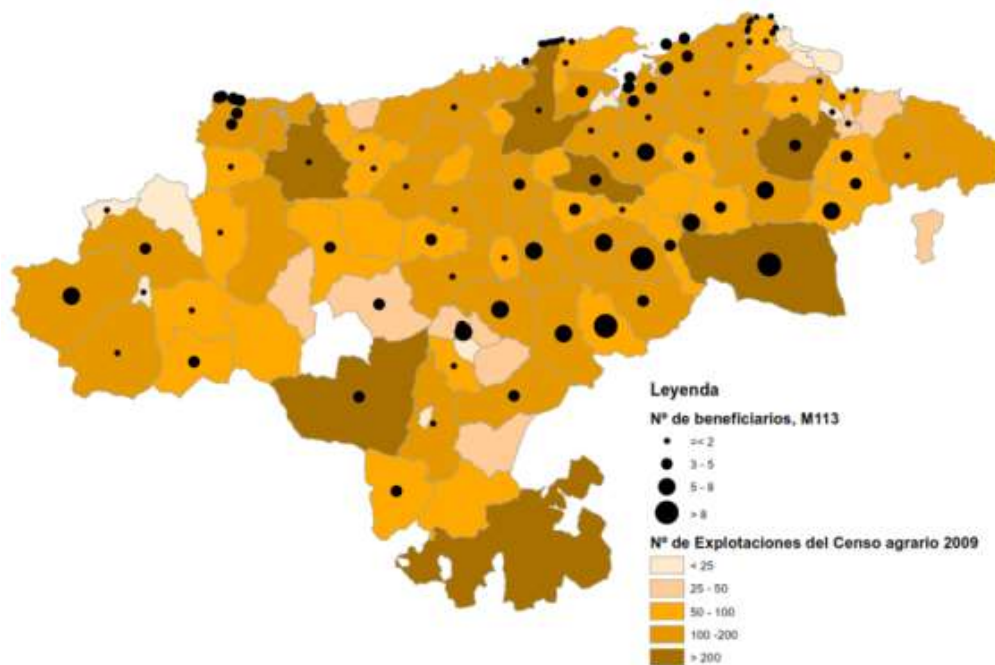 Leyenda
Nº de beneficiarios, M113
=< 2
3 - 5
5 - 8
> 8
Nº de Explotaciones del Censo agrario 2009
< 25
25 - 50
50 - 100
100 -200
> 200